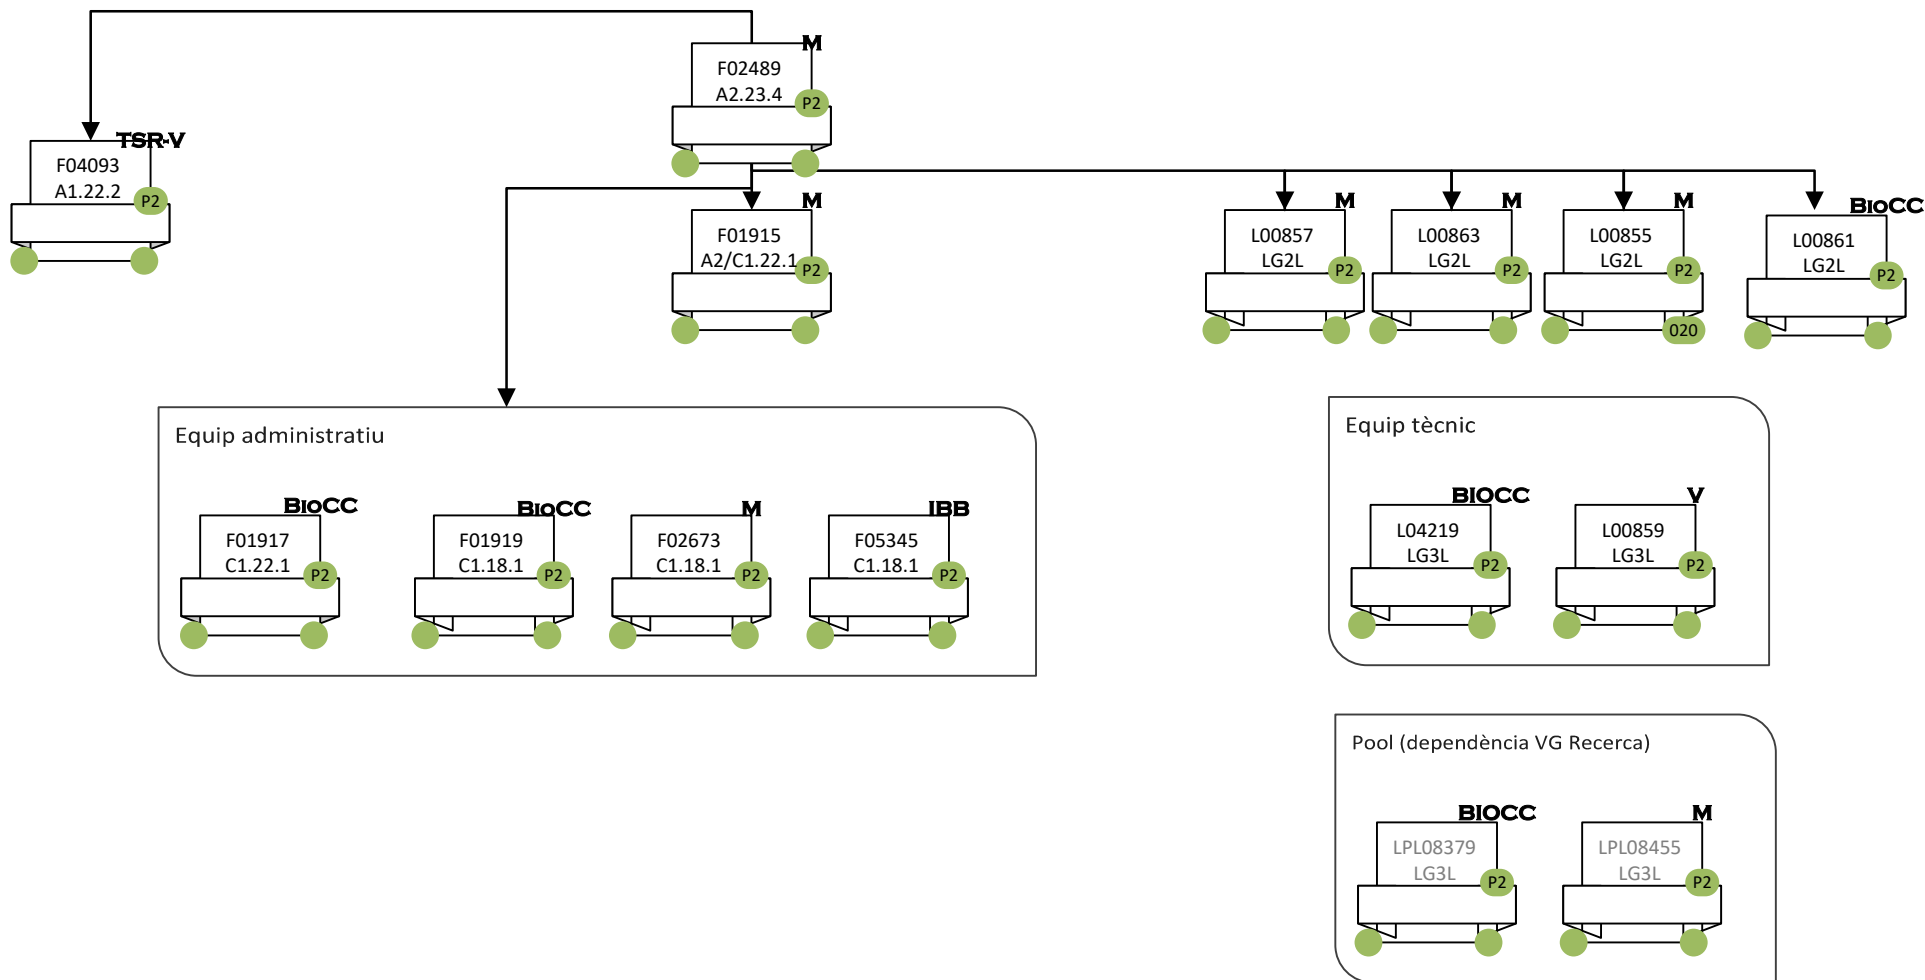 M
F02489
A2.23.4
P2
TSR-V
F04093
A1.22.2
P2
M
F01915
A2/C1.22.1
P2
M
L00857
LG2L
P2
M
L00863
LG2L
P2
M
L00855
LG2L
P2
020
BioCC
L00861
LG2L
P2
Equip administratiu
BioCC
F01917
C1.22.1
P2
BioCC
F01919
C1.18.1
P2
M
F02673
C1.18.1
P2
IBB
F05345
C1.18.1
P2
Equip tècnic
BIOCC
L04219
LG3L
P2
V
L00859
LG3L
P2
Pool (dependència VG Recerca)
BIOCC
LPL08379
LG3L
P2
M
LPL08455
LG3L
P2